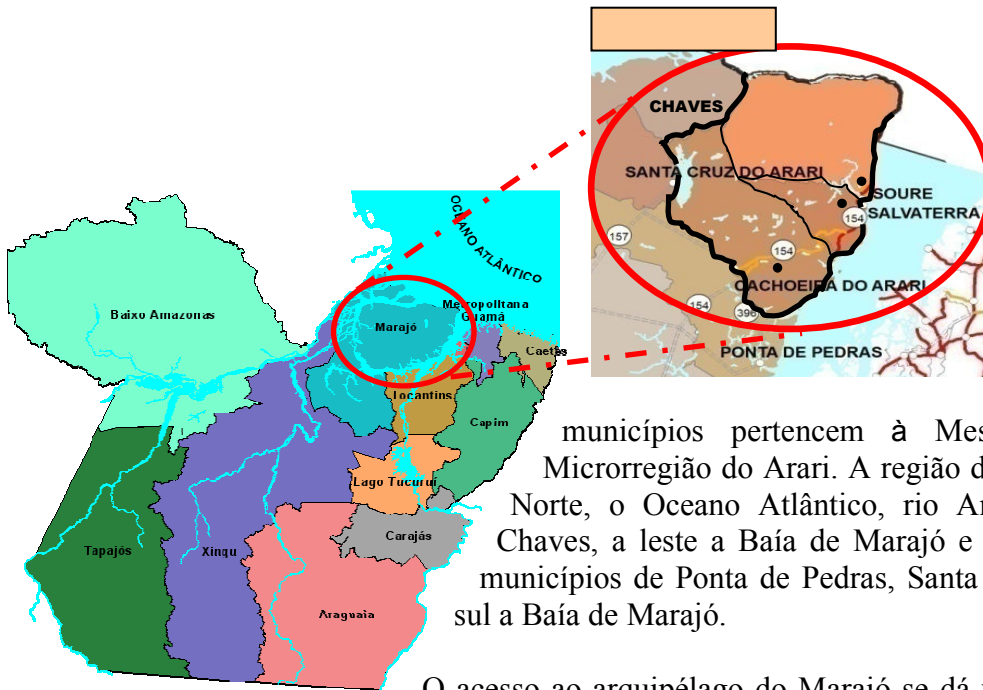 CHAVES
SANTA CRUZ DO ARARI
SOURE
SALVATERRA
154
157
154
CACHOEIRA DO ARARI
154
396
PONTA DE PEDRAS
OCEANO ATLÂNTICO
Baixo Amazonas
Marajó
Metropolitana
Guamá
Caetés
Tocantins
Capim
Lago Tucuruí
Carajás
Tapajós
Xingu
Araguaia
municípios pertencem à
Microrregião do Arari. A região
Norte, o Oceano Atlântico, rio
Chaves, a leste a Baía de Marajó e
municípios de Ponta de Pedras, Santa
sul a Baía de Marajó.
O acesso ao arquipélago do Marajó se dá